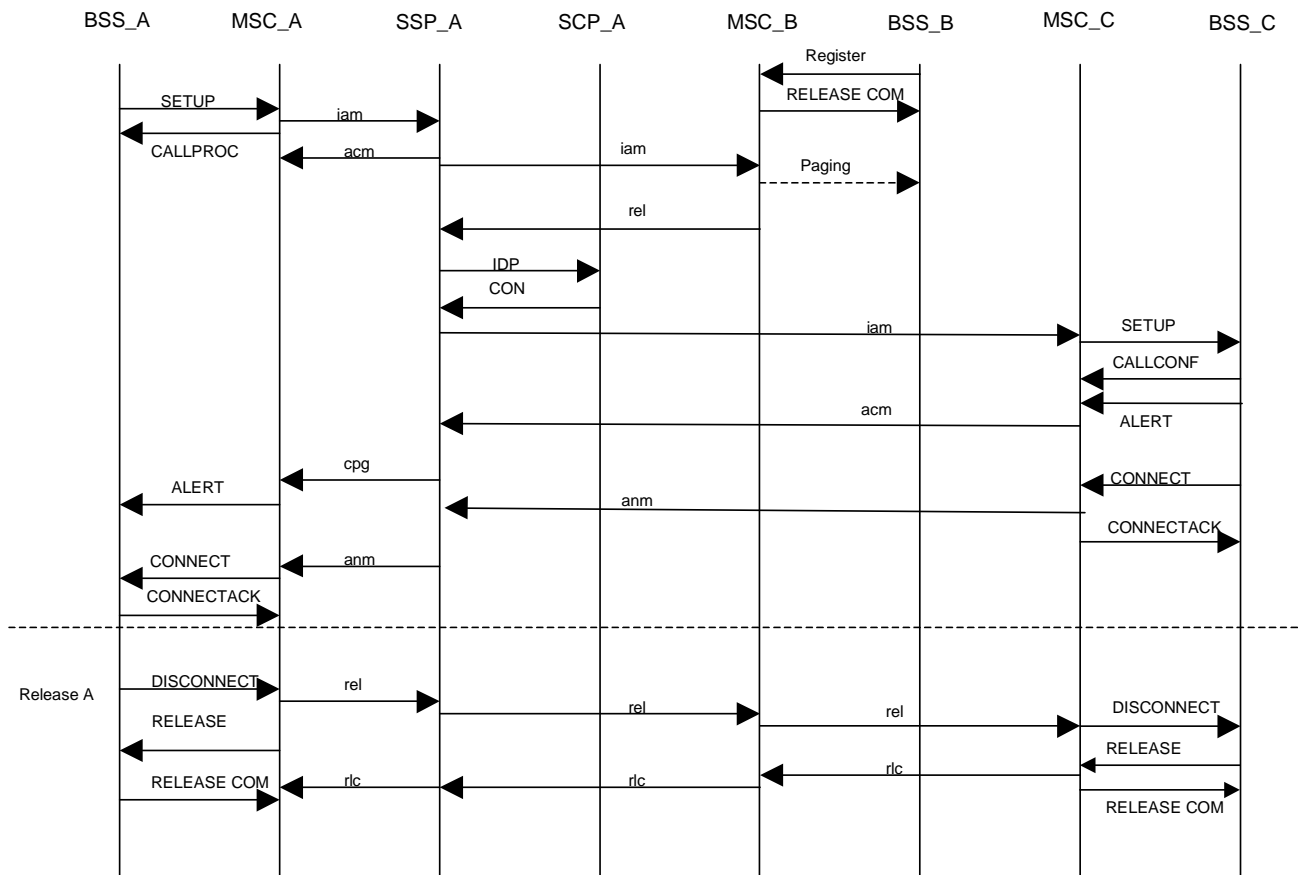 BSS_A MSC_A SSP_A SCP_A MSC_B BSS_B MSC_C BSS_C
Register
SETUP
RELEASE COM
iam
CALLPROC
acm
iam
Paging
rel
IDP
CON
iam
SETUP
CALLCONF
acm
ALERT
cpg
ALERT
CONNECT
anm
CONNECTACK
CONNECT
anm
CONNECTACK
Release A
DISCONNECT
rel
rel
rel
DISCONNECT
RELEASE
RELEASE
RELEASE COM
rlc
rlc
rlc
RELEASE COM